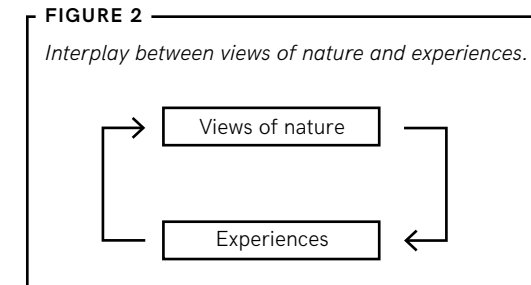 FIGURE 2
Interplay between views of nature and experiences.
Views of nature
Experiences